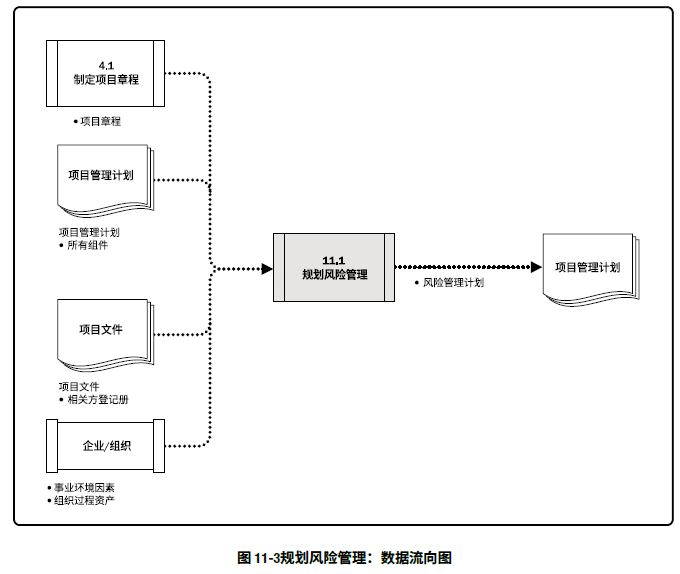 4.1
制定项目章程
• 项目章程
项目管理计划
项目管理计划
• 所有组件
项目文件
项目文件
• 相关方登记册
企业/组织
• 事业环境因素
• 组织过程资产
11.1
规划风险管理
• 风险管理计划
项目管理计划
图 11-3规划风险管理：数据流向图